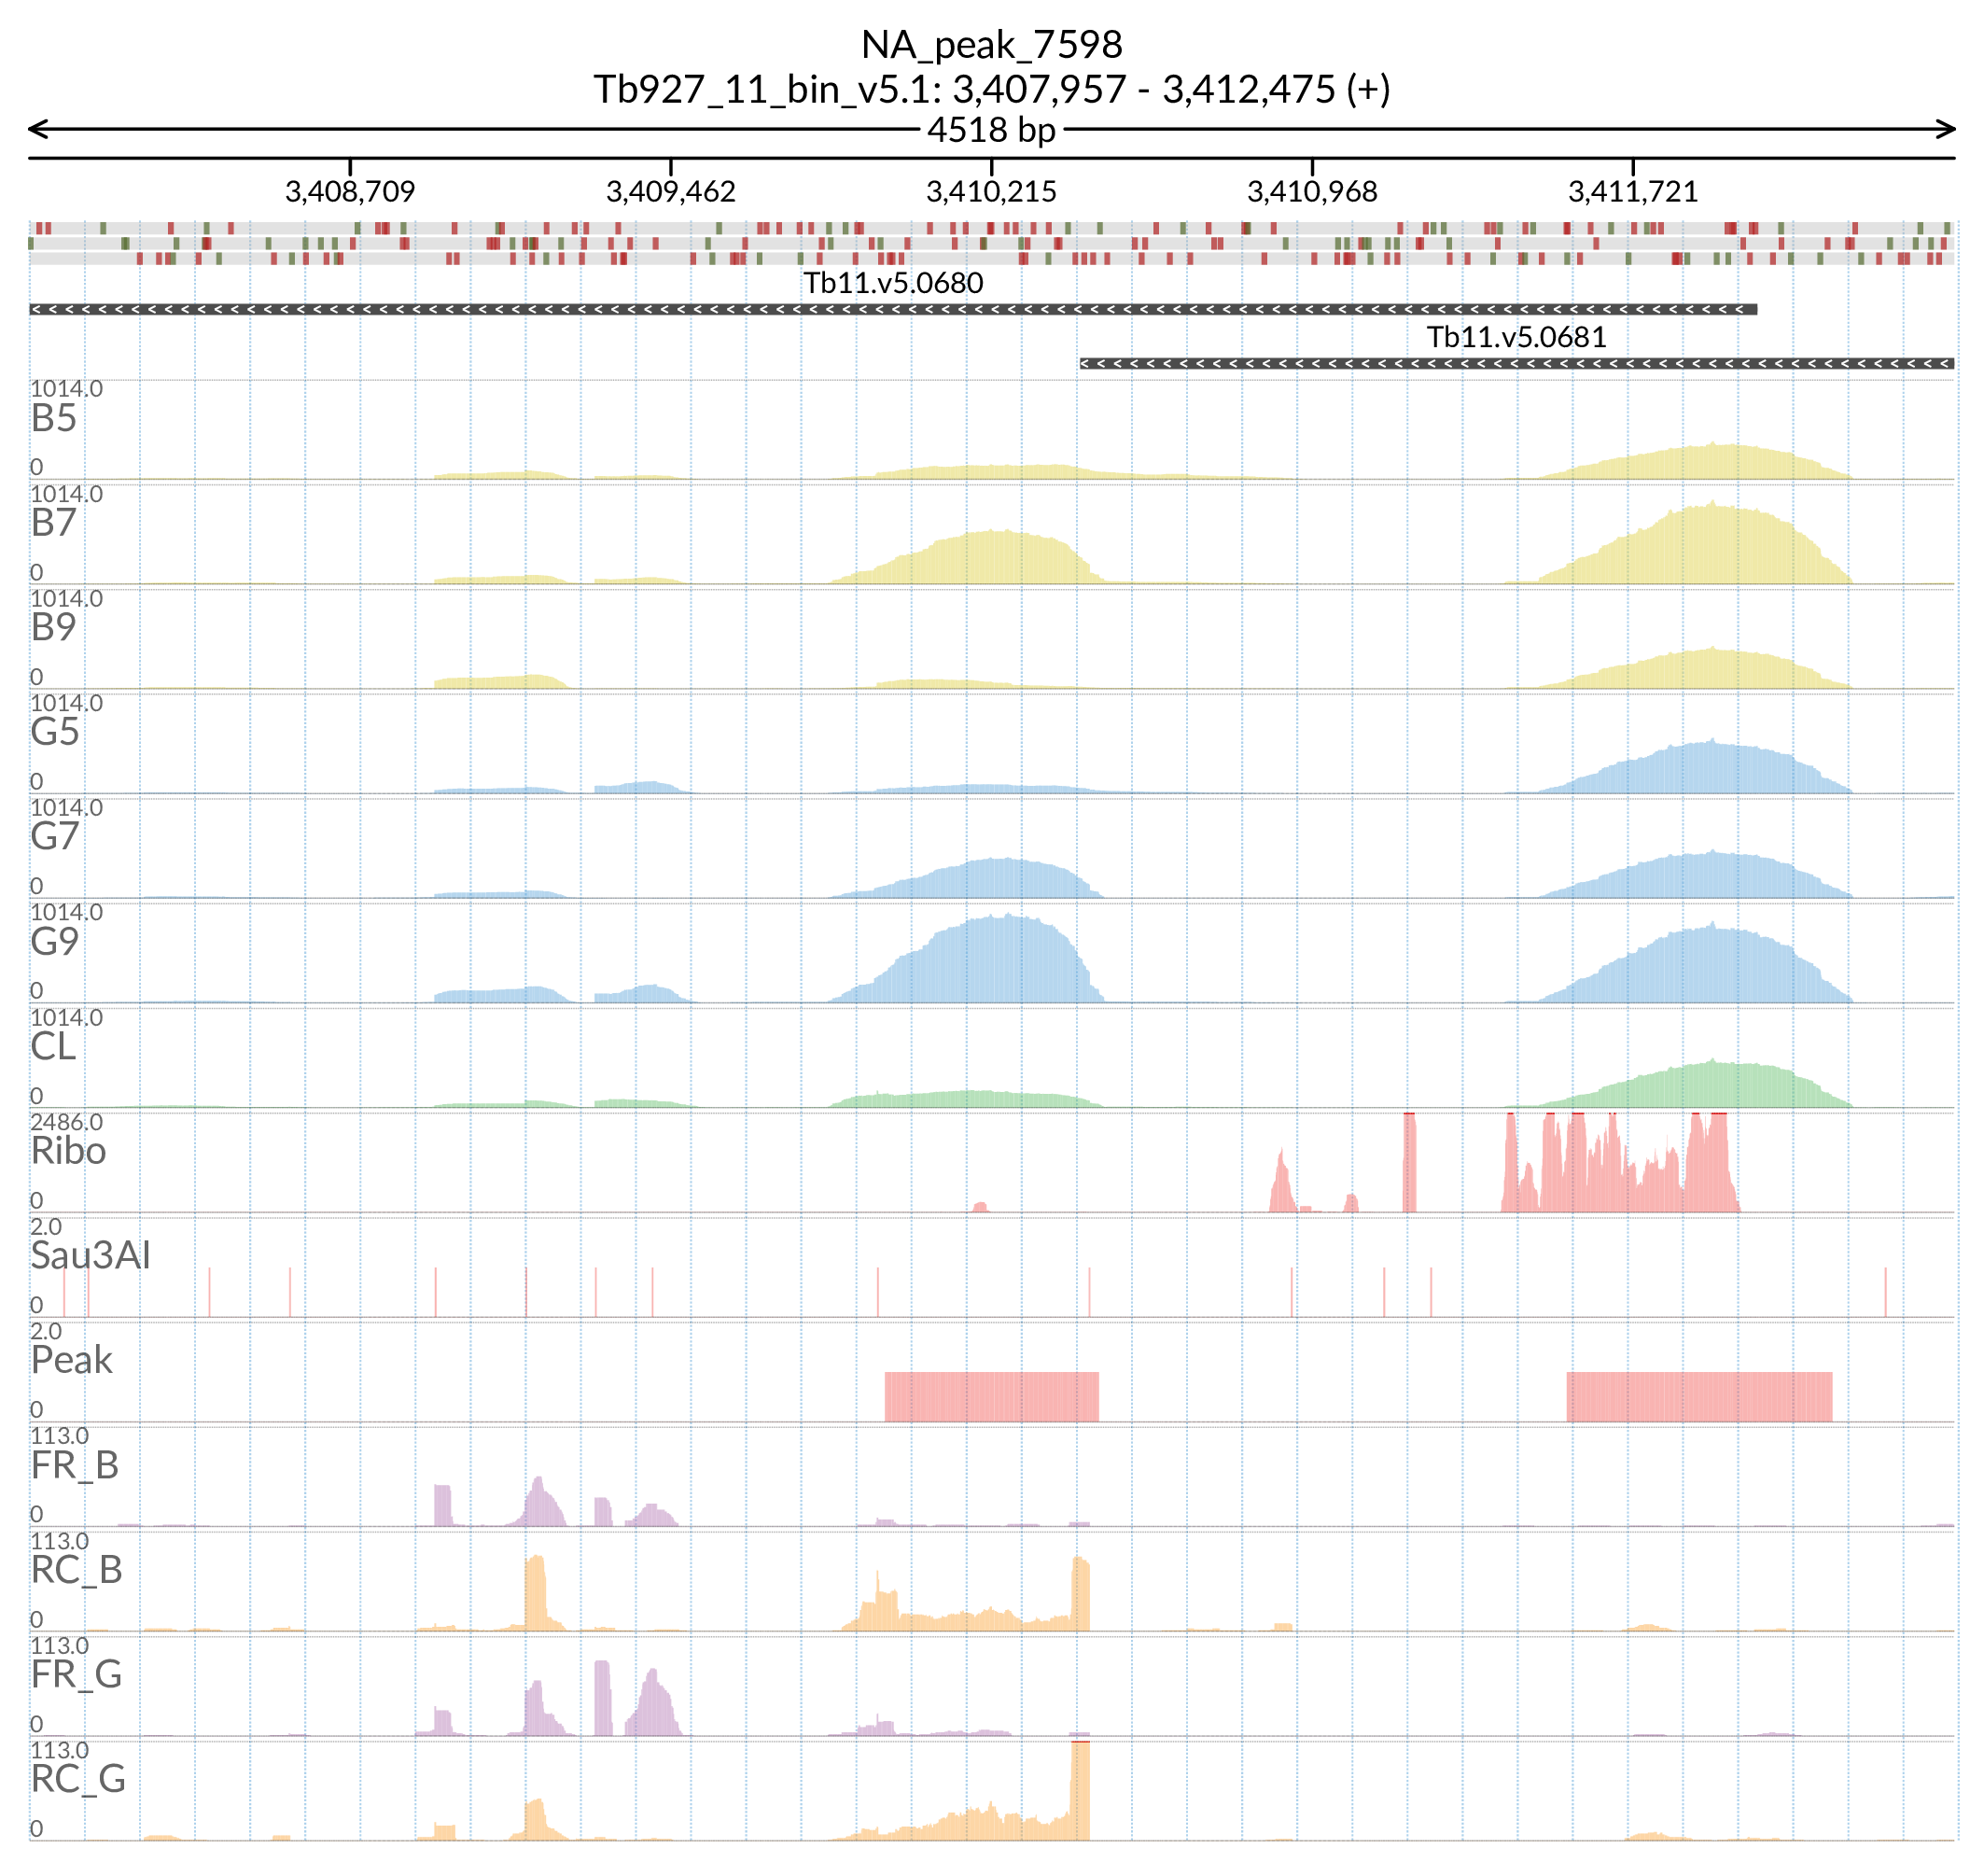 NA_peak_7598
Tb927_11_bin_v5.1: 3,407,957 - 3,412,475 (+)
4518 bp
3,408,709 3,409,462 3,410,215 3,410,968 3,411,721
Tb11.v5.0680
Tb11.v5.0681
1014.0
B5
0
1014.0
B7
0
1014.0
B9
0
1014.0
G5
0
1014.0
G7
0
1014.0
G9
0
1014.0
CL
0
2486.0
Ribo
0
2.0
Sau3AI
0
2.0
Peak
0
113.0
FR_B
0
113.0
RC_B
0
113.0
FR_G
0
113.0
RC_G
0